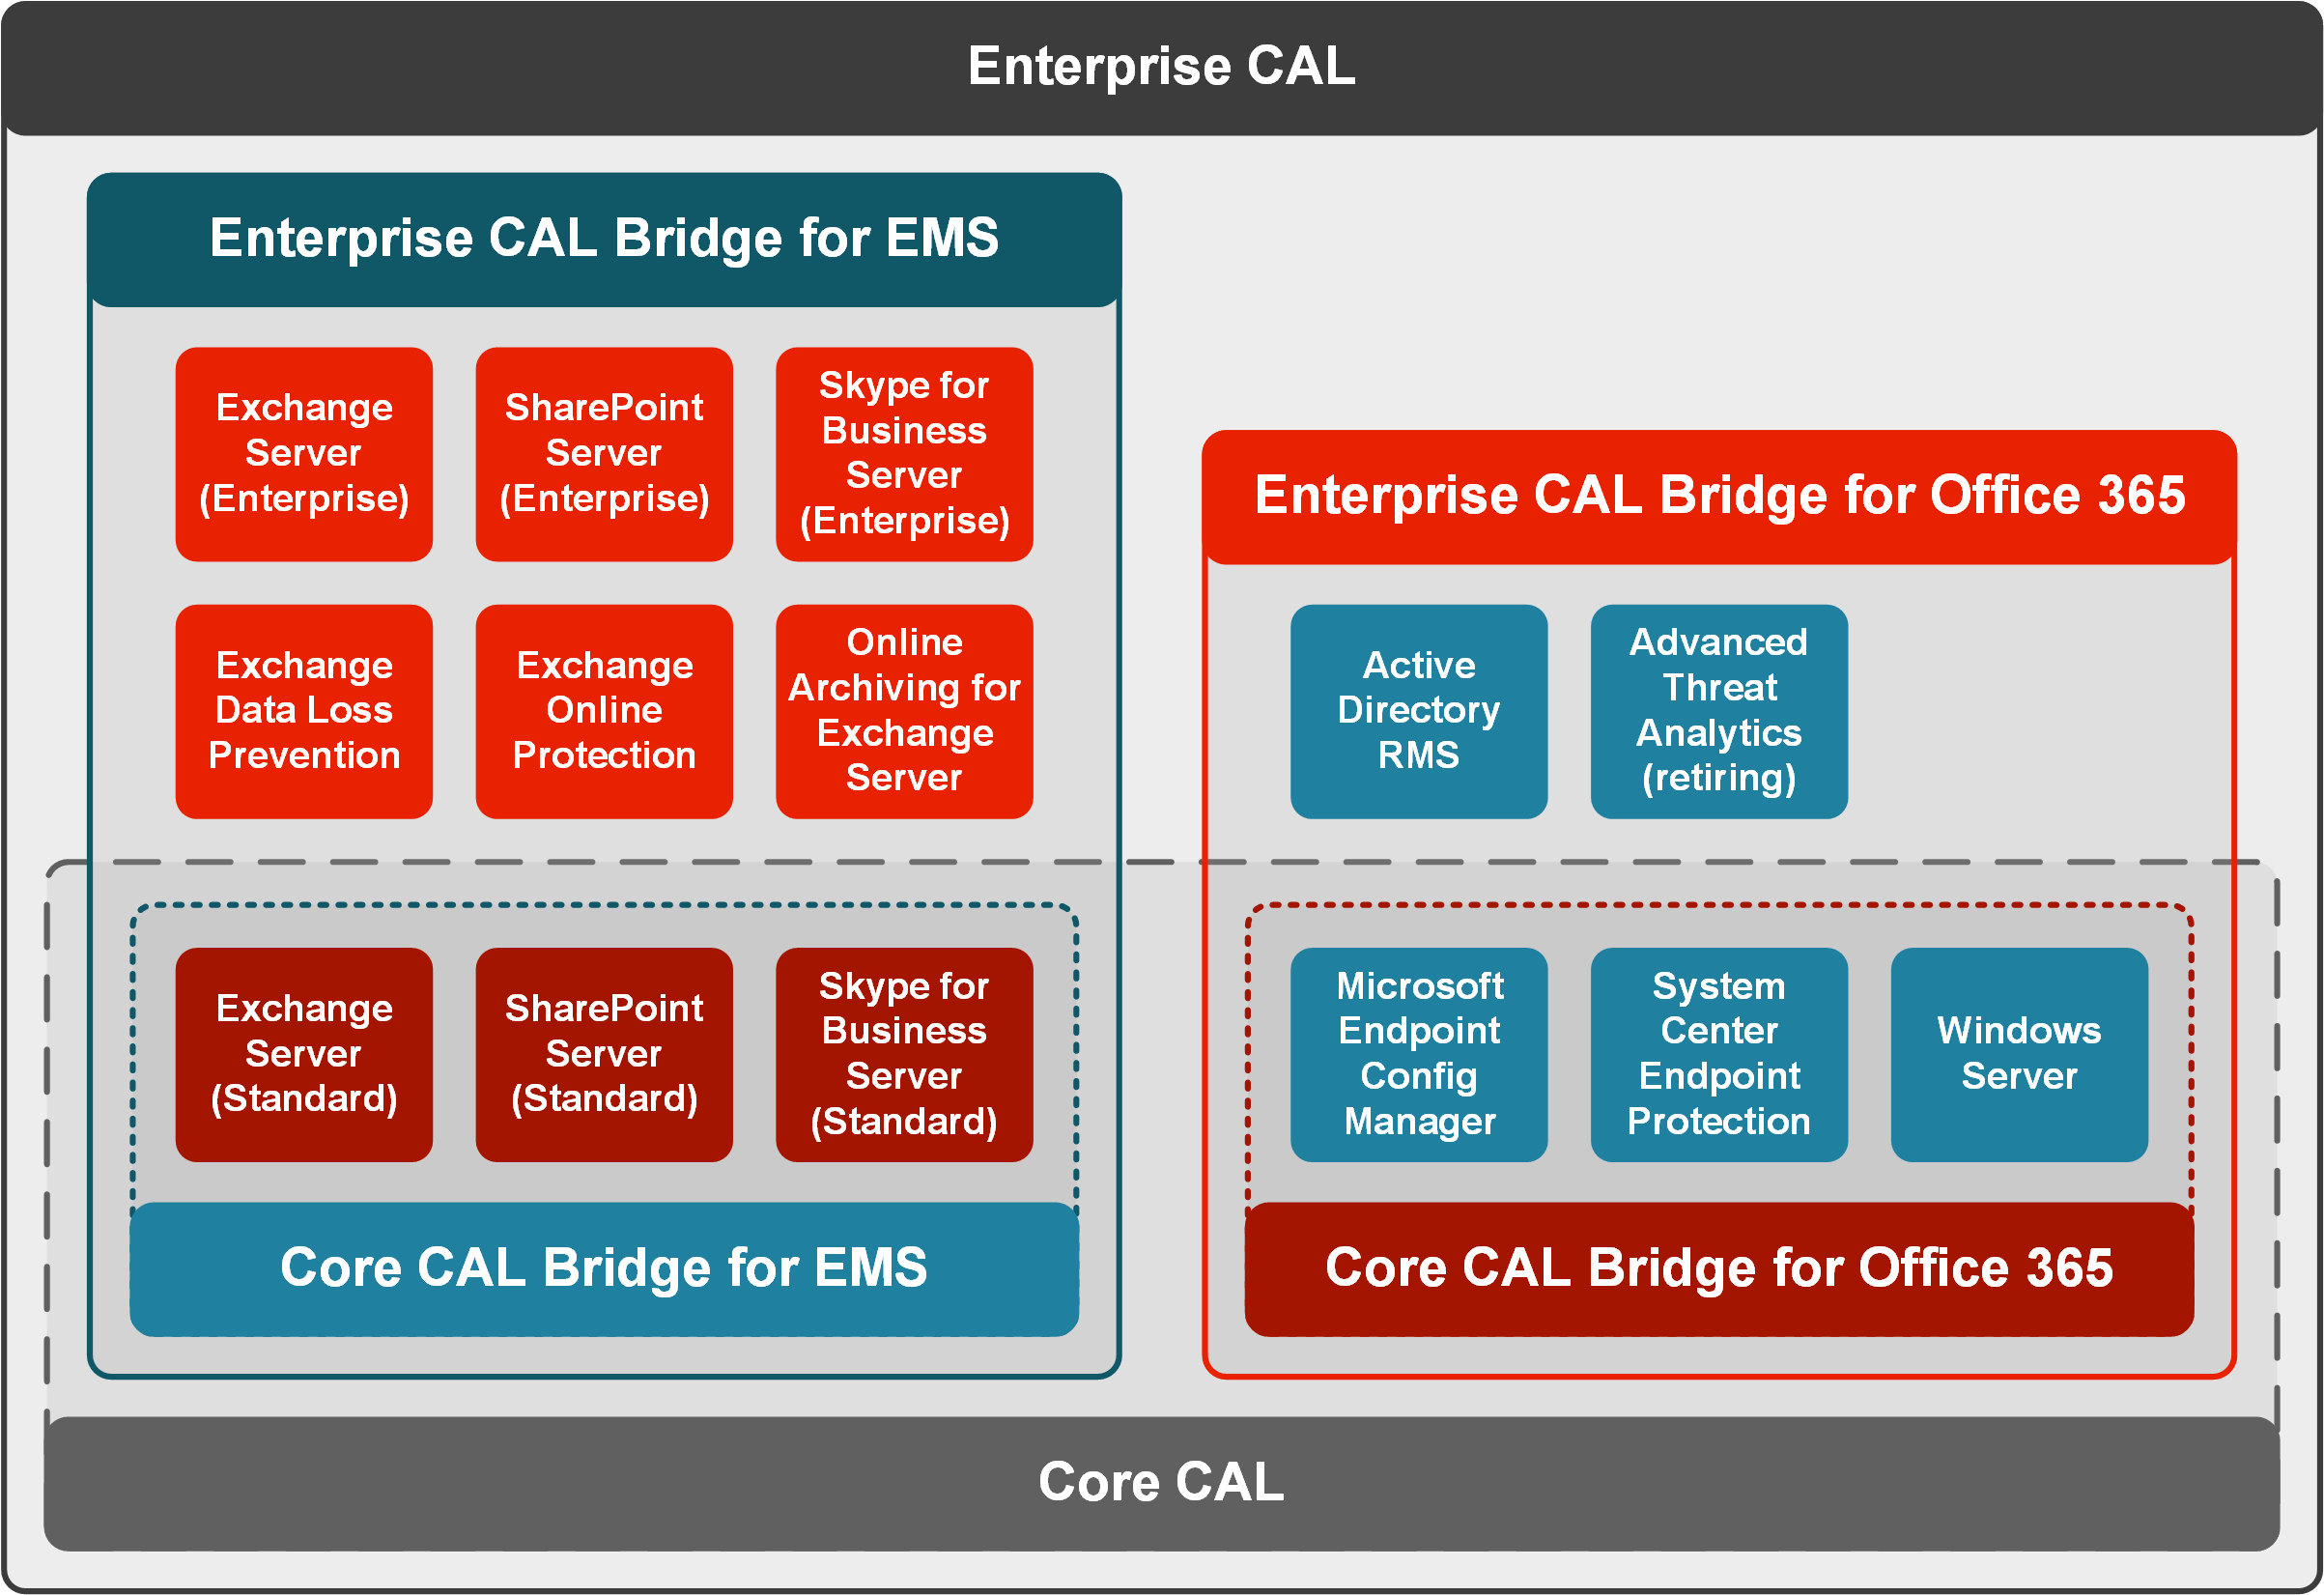 Enterprise CAL
Enterprise CAL Bridge for EMS
Exchange
Server
(Enterprise)
SharePoint
Server
(Enterprise)
Skype for
Business
Server
(Enterprise)
Exchange
Data Loss
Prevention
Exchange
Online
Protection
Online
Archiving for
Exchange
Server
Exchange
Server
(Standard)
SharePoint
Server
(Standard)
Skype for
Business
Server
(Standard)
Core CAL Bridge for EMS
Enterprise CAL Bridge for Office 365
Active
Directory
RMS
Advanced
Threat
Analytics
(retiring)
Microsoft
Endpoint
Config
Manager
System
Center
Endpoint
Protection
Windows
Server
Core CAL Bridge for Office 365
Core CAL